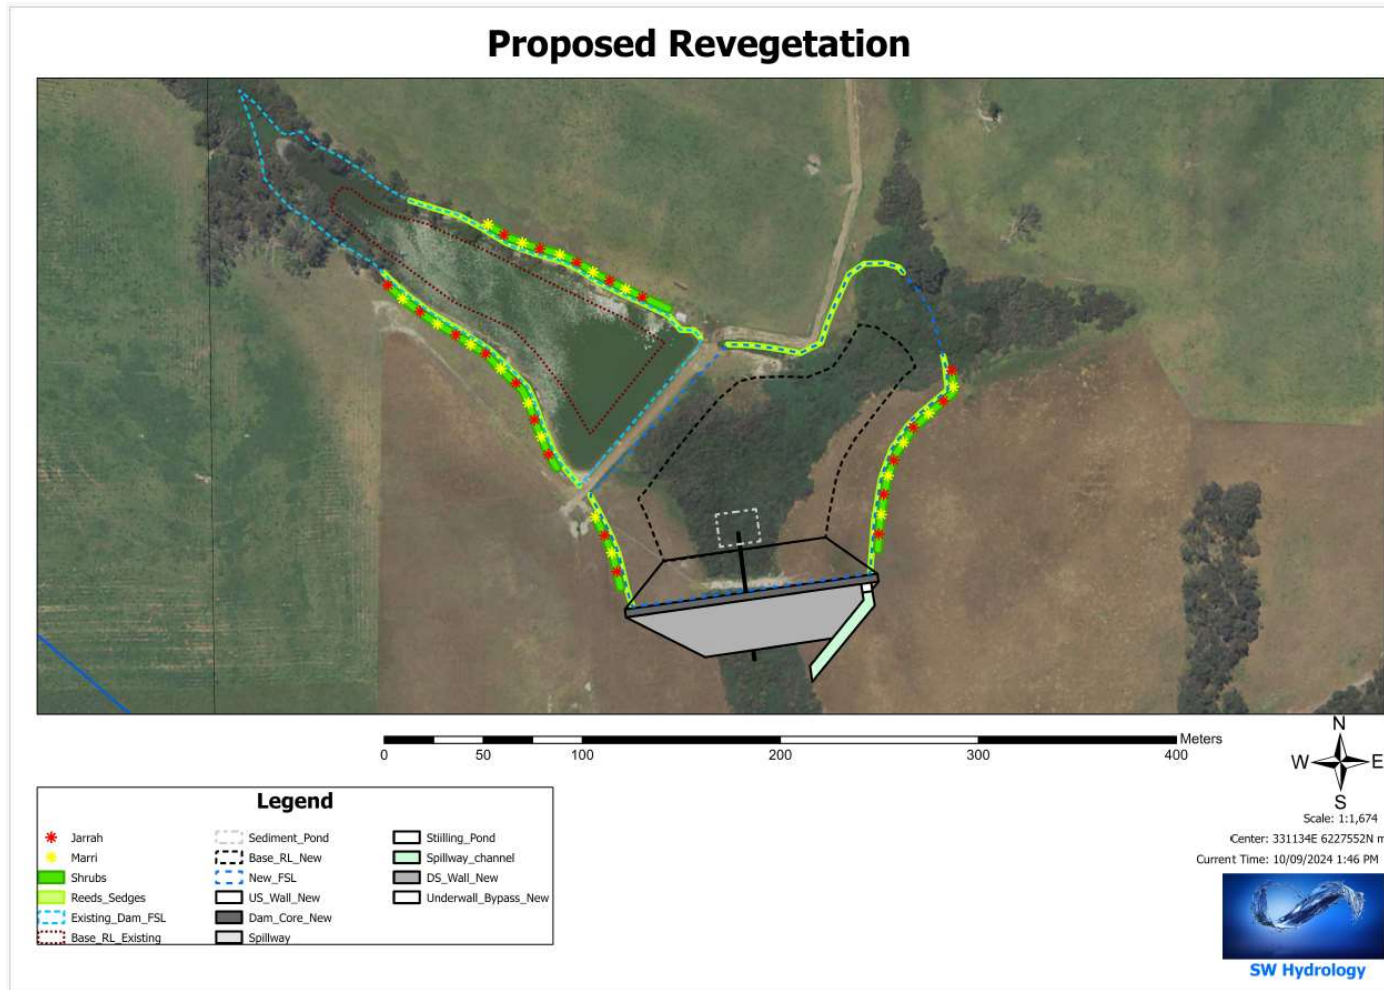 Proposed Revegetation
Meters
0 50 100 200 300 400
N
W E
S
Legend
Jarrah
Marri
Shrubs
Reeds_Sedges
Existing_Dam_FSL
Base_RL_Existing
Sediment_Pond
Base_RL_New
New_FSL
US_Wall_New
Dam_Core_New
Spillway
Stiilling_Pond
Spillway_channel
DS_Wall_New
Underwall_Bypass_New
Scale: 1:1,674
Center: 331134E 6227552N m
Current Time: 10/09/2024 1:46 PM
SW Hydrology